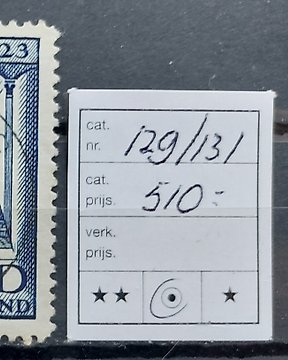 23
cat.
nr. 129/131
cat.
prijs. 510:-
verk.
prijs.
★★ ★